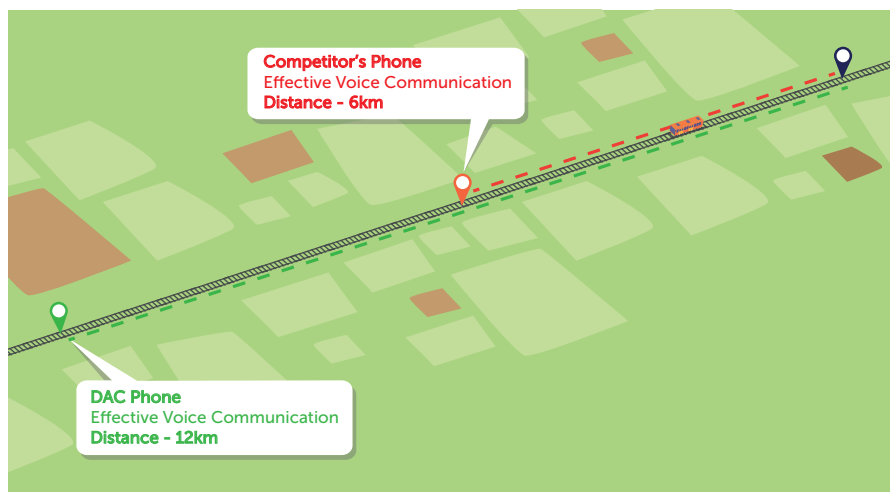 Competitor's Phone
Effective Voice Communication
Distance - 6km
DAC Phone
Effective Voice Communication
Distance - 12km